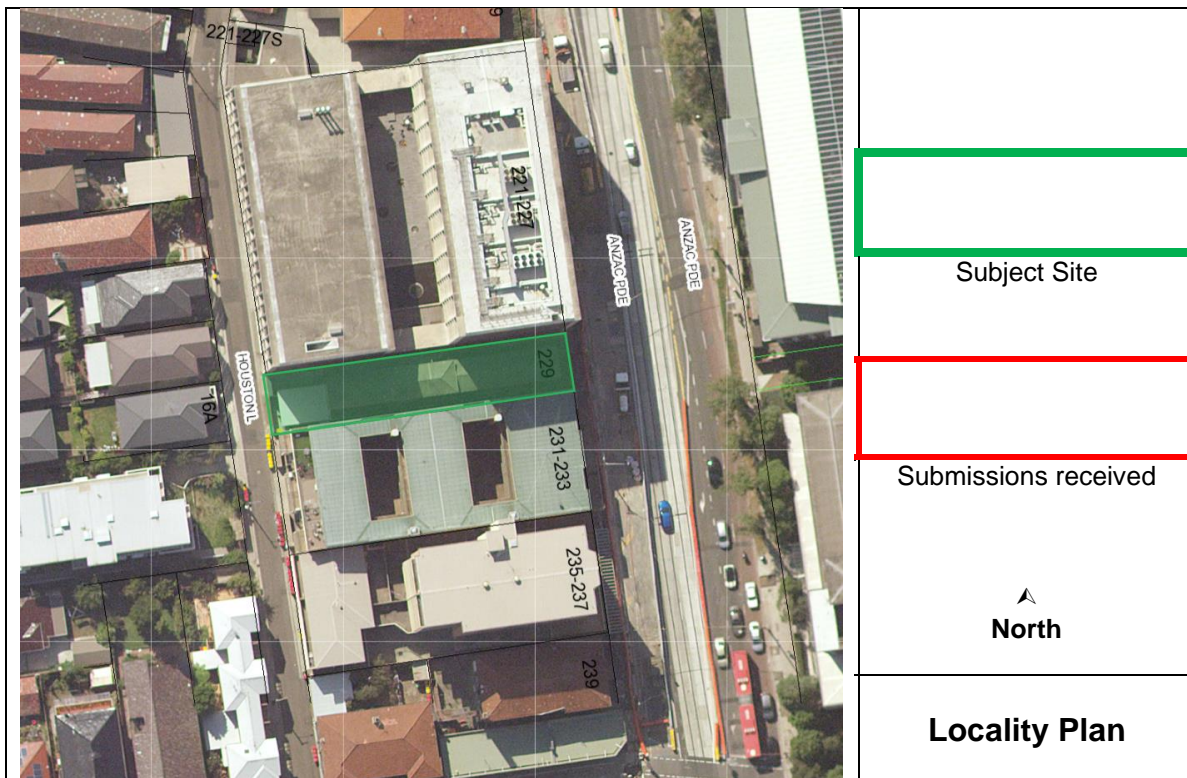 9
221-227S
221-227
ANZAC PDE
ANZAC PDE
229
HOUSTON L
16A
231-233
235-237
239
Subject Site
Submissions received
North
Locality Plan